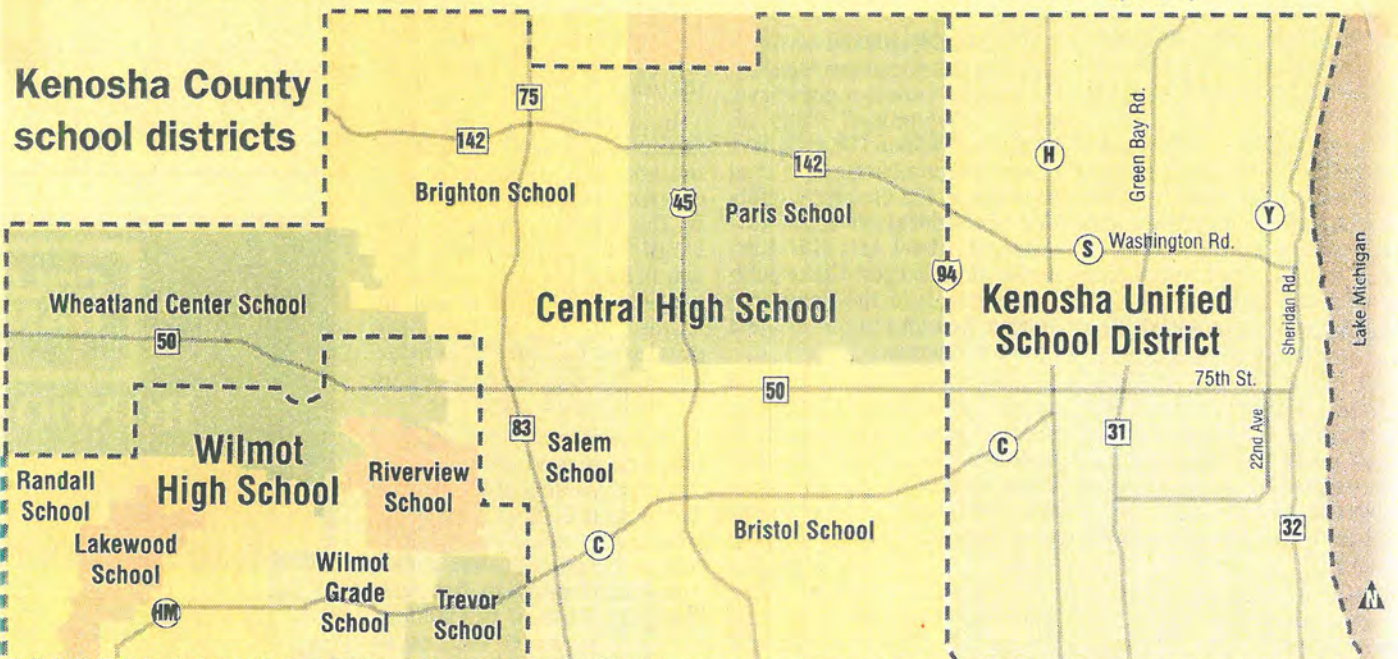 Kenosha County
school districts
75
142
Brighton School
45
142
Paris School
H
Green Bay Rd.
Y
S
Washington Rd.
94
Wheatland Center School
50
Central High School
Kenosha Unified
School District
Sheridan Rd.
Lake Michigan
50
75th St.
83
Salem
School
Wilmot
High School
Riverview
School
Randall
School
Lakewood
School
C
31
22nd Ave
32
Bristol School
C
HM
Wilmot
Grade
School
Trevor
School
N